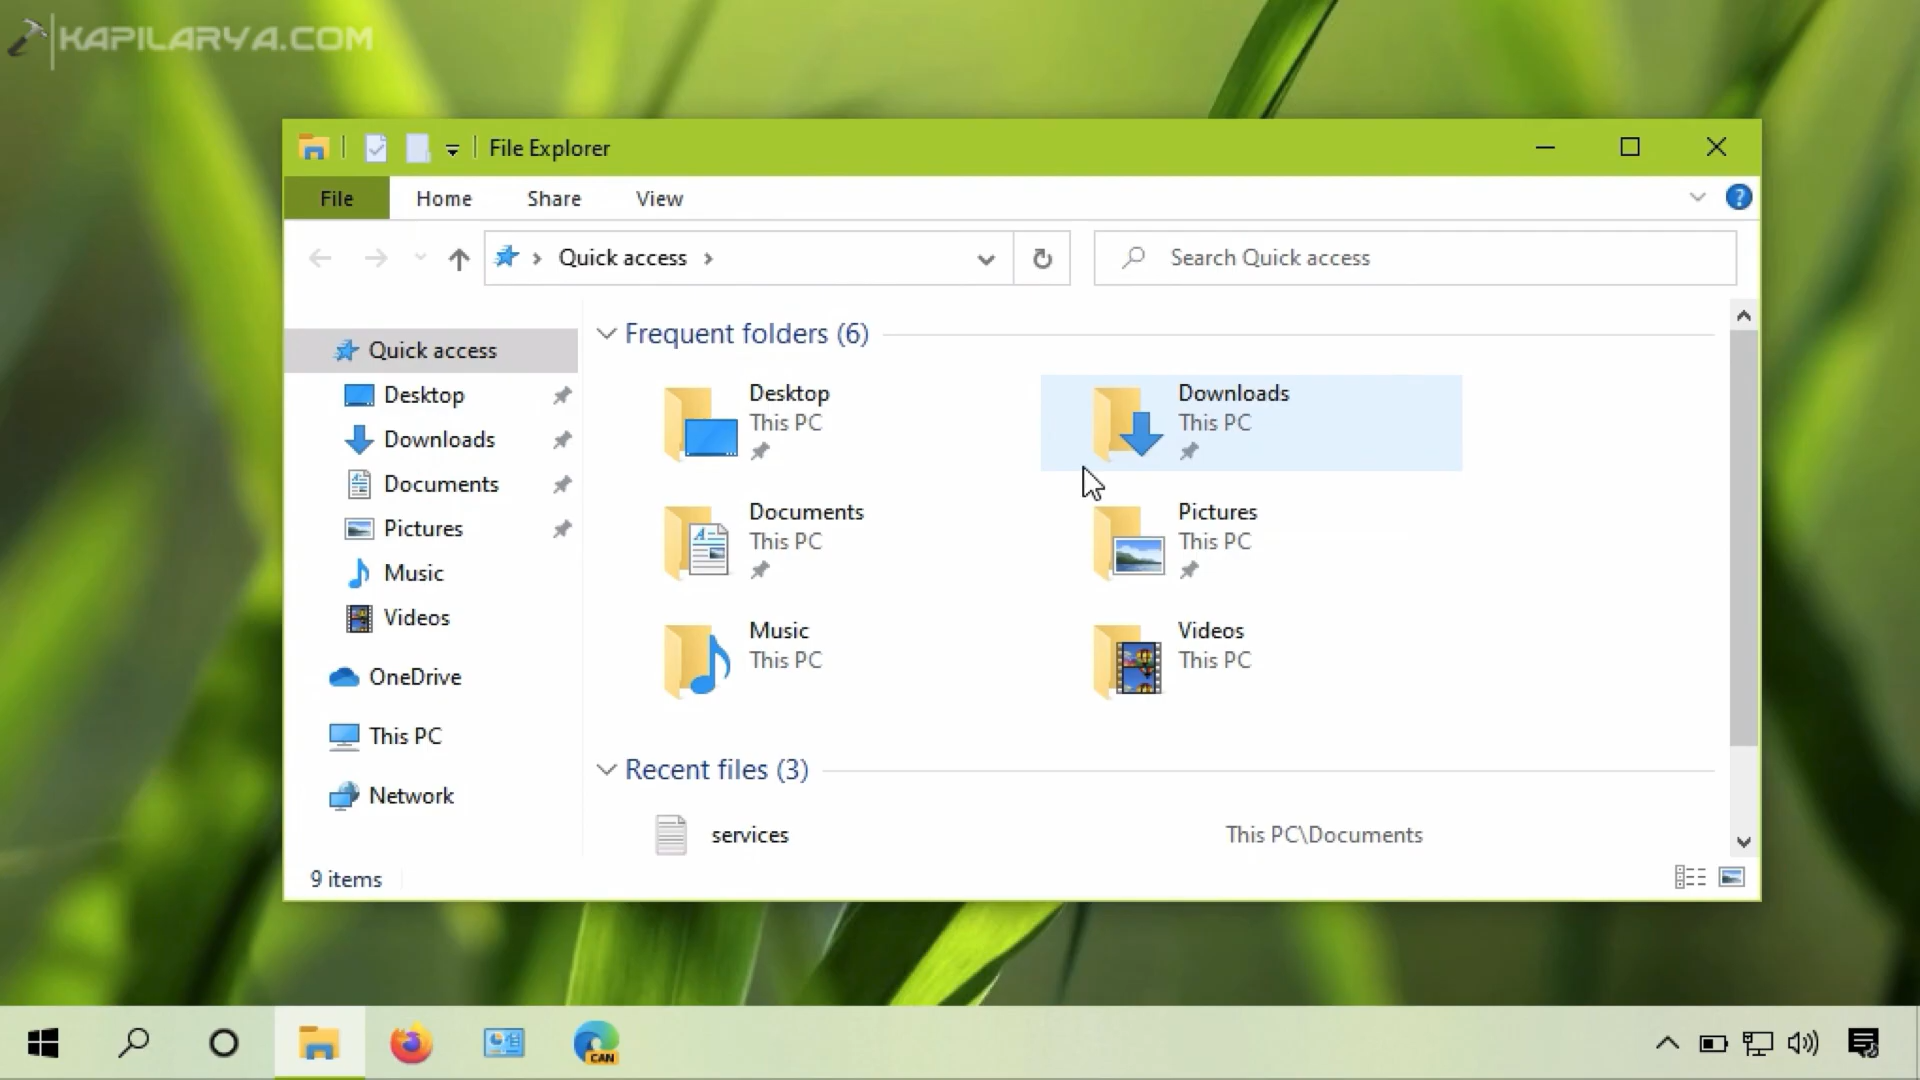 KAPILARYA.COM
File Explorer
File Home Share View
Quick access
Search Quick access
Quick access
Desktop
Downloads
Documents
Pictures
Music
Videos
OneDrive
This PC
Network
Frequent folders (6)
Desktop
This PC
Downloads
This PC
Documents
This PC
Pictures
This PC
Music
This PC
Videos
This PC
Recent files (3)
services This PC\Documents
9 items
CAN